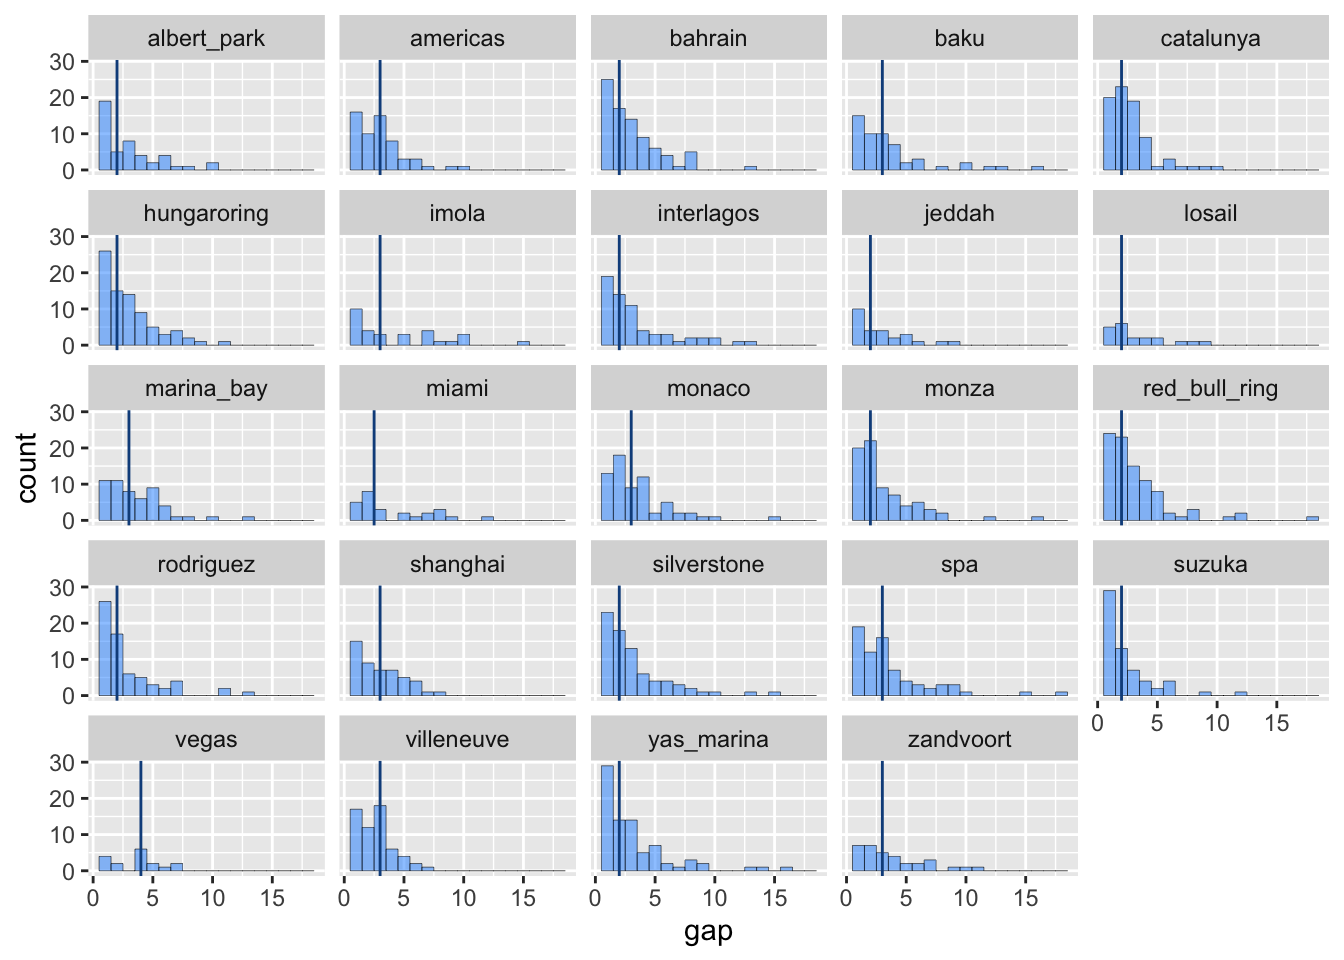 albert_park americas bahrain baku catalunya
30
20
10
0
hungaroring imola interlagos jeddah losail
30
20
10
0
marina_bay miami monaco monza red_bull_ring
30
20
10
0
count
rodriguez shanghai silverstone spa suzuka
30
20
10
0
0 5 10 15
vegas villeneuve yas_marina zandvoort
30
20
10
0
0 5 10 15 0 5 10 15 0 5 10 15 0 5 10 15
gap